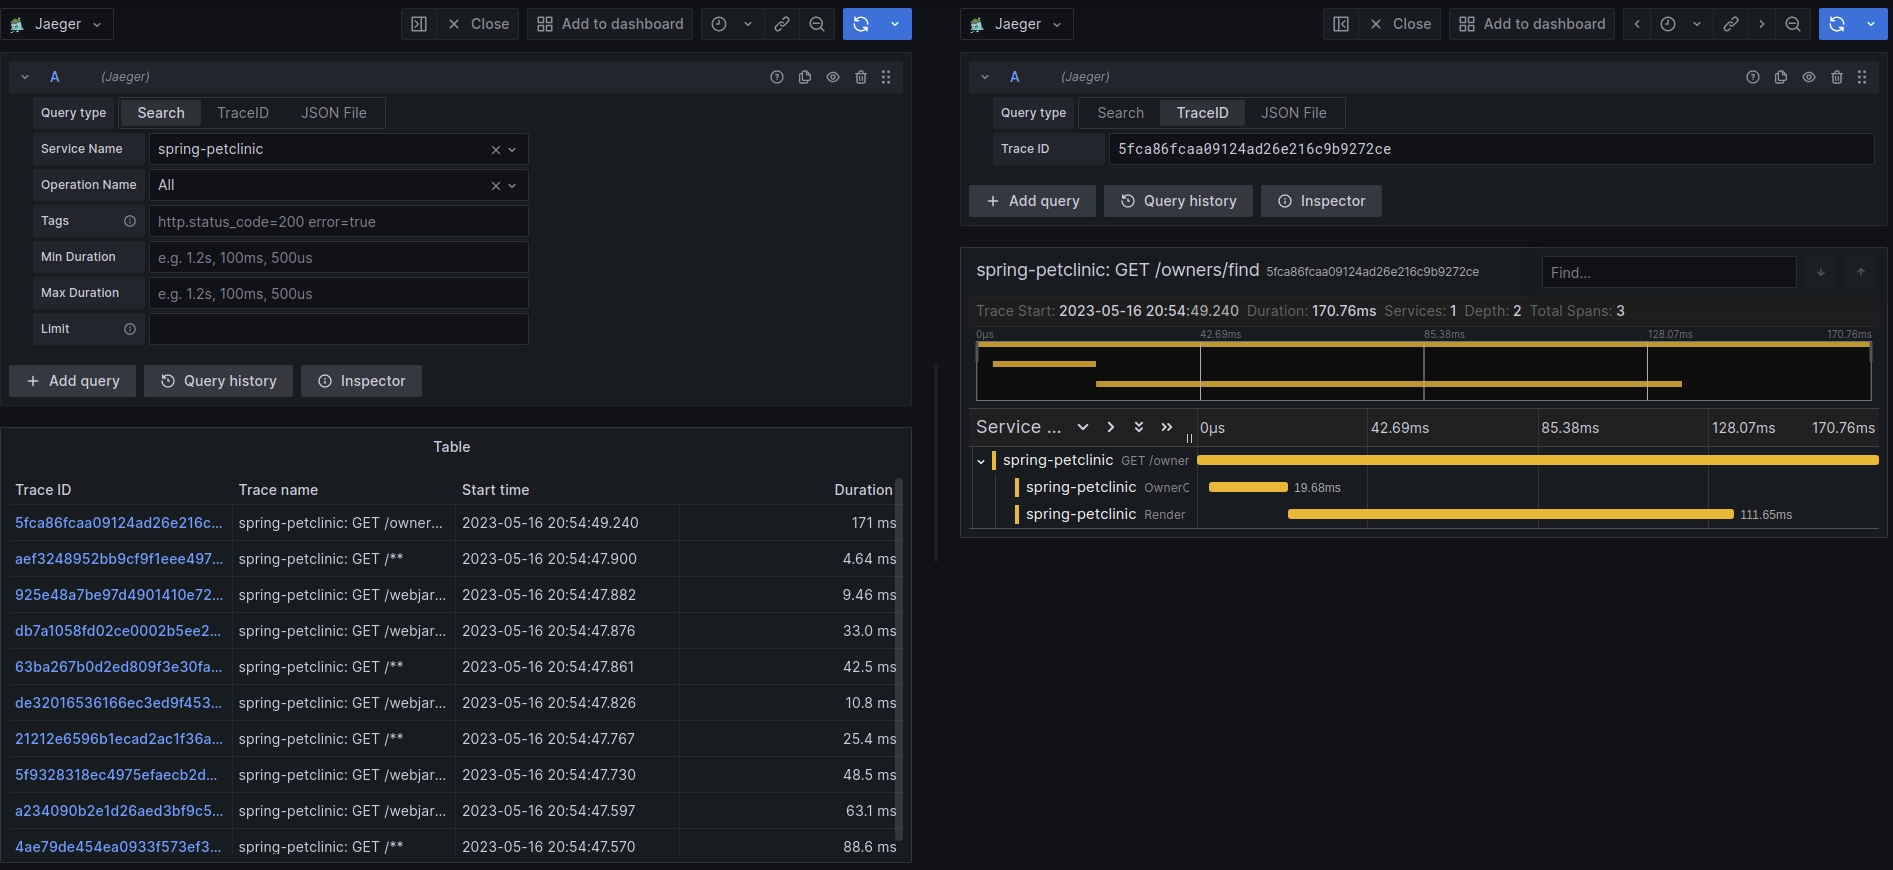 Jaeger
Close
Add to dashboard
A
(Jaeger)
Query type
Search
TraceID
JSON File
Service Name
spring-petclinic
Operation Name
All
Tags
http.status_code=200 error=true
Min Duration
e.g. 1.2s, 100ms, 500us
Max Duration
e.g. 1.2s, 100ms, 500us
Limit
Add query
Query history
Inspector
Table
Trace ID Trace name Start time Duration
5fca86fcaa09124ad26e216c... spring-petclinic: GET /owner... 2023-05-16 20:54:49.240 171 ms
aef3248952bb9cf9f1eee497... spring-petclinic: GET /** 2023-05-16 20:54:47.900 4.64 ms
925e48a7be97d4901410e72... spring-petclinic: GET /webjar... 2023-05-16 20:54:47.882 9.46 ms
db7a1058fd02ce0002b5ee2... spring-petclinic: GET /webjar... 2023-05-16 20:54:47.876 33.0 ms
63ba267b0d2ed809f3e30fa... spring-petclinic: GET /** 2023-05-16 20:54:47.861 42.5 ms
de32016536166ec3ed9f453... spring-petclinic: GET /webjar... 2023-05-16 20:54:47.826 10.8 ms
21212e6596b1ecad2ac1f36a... spring-petclinic: GET /** 2023-05-16 20:54:47.767 25.4 ms
5f9328318ec4975efaecb2d... spring-petclinic: GET /webjar... 2023-05-16 20:54:47.730 48.5 ms
a234090b2e1d26aed3bf9c5... spring-petclinic: GET /webjar... 2023-05-16 20:54:47.597 63.1 ms
4ae79de454ea0933f573ef3... spring-petclinic: GET /** 2023-05-16 20:54:47.570 88.6 ms
Jaeger
Close
Add to dashboard
A
(Jaeger)
Query type
Search
TraceID
JSON File
Trace ID
5fca86fcaa09124ad26e216c9b9272ce
Add query
Query history
Inspector
spring-petclinic: GET /owners/find 5fca86fcaa09124ad26e216c9b9272ce
Find...
Trace Start: 2023-05-16 20:54:49.240 Duration: 170.76ms Services: 1 Depth: 2 Total Spans: 3
0μs 42.69ms 85.38ms 128.07ms 170.76ms
Service ... 0μs 42.69ms 85.38ms 128.07ms 170.76ms
spring-petclinic GET /owner
spring-petclinic OwnerC 19.68ms
spring-petclinic Render 111.65ms